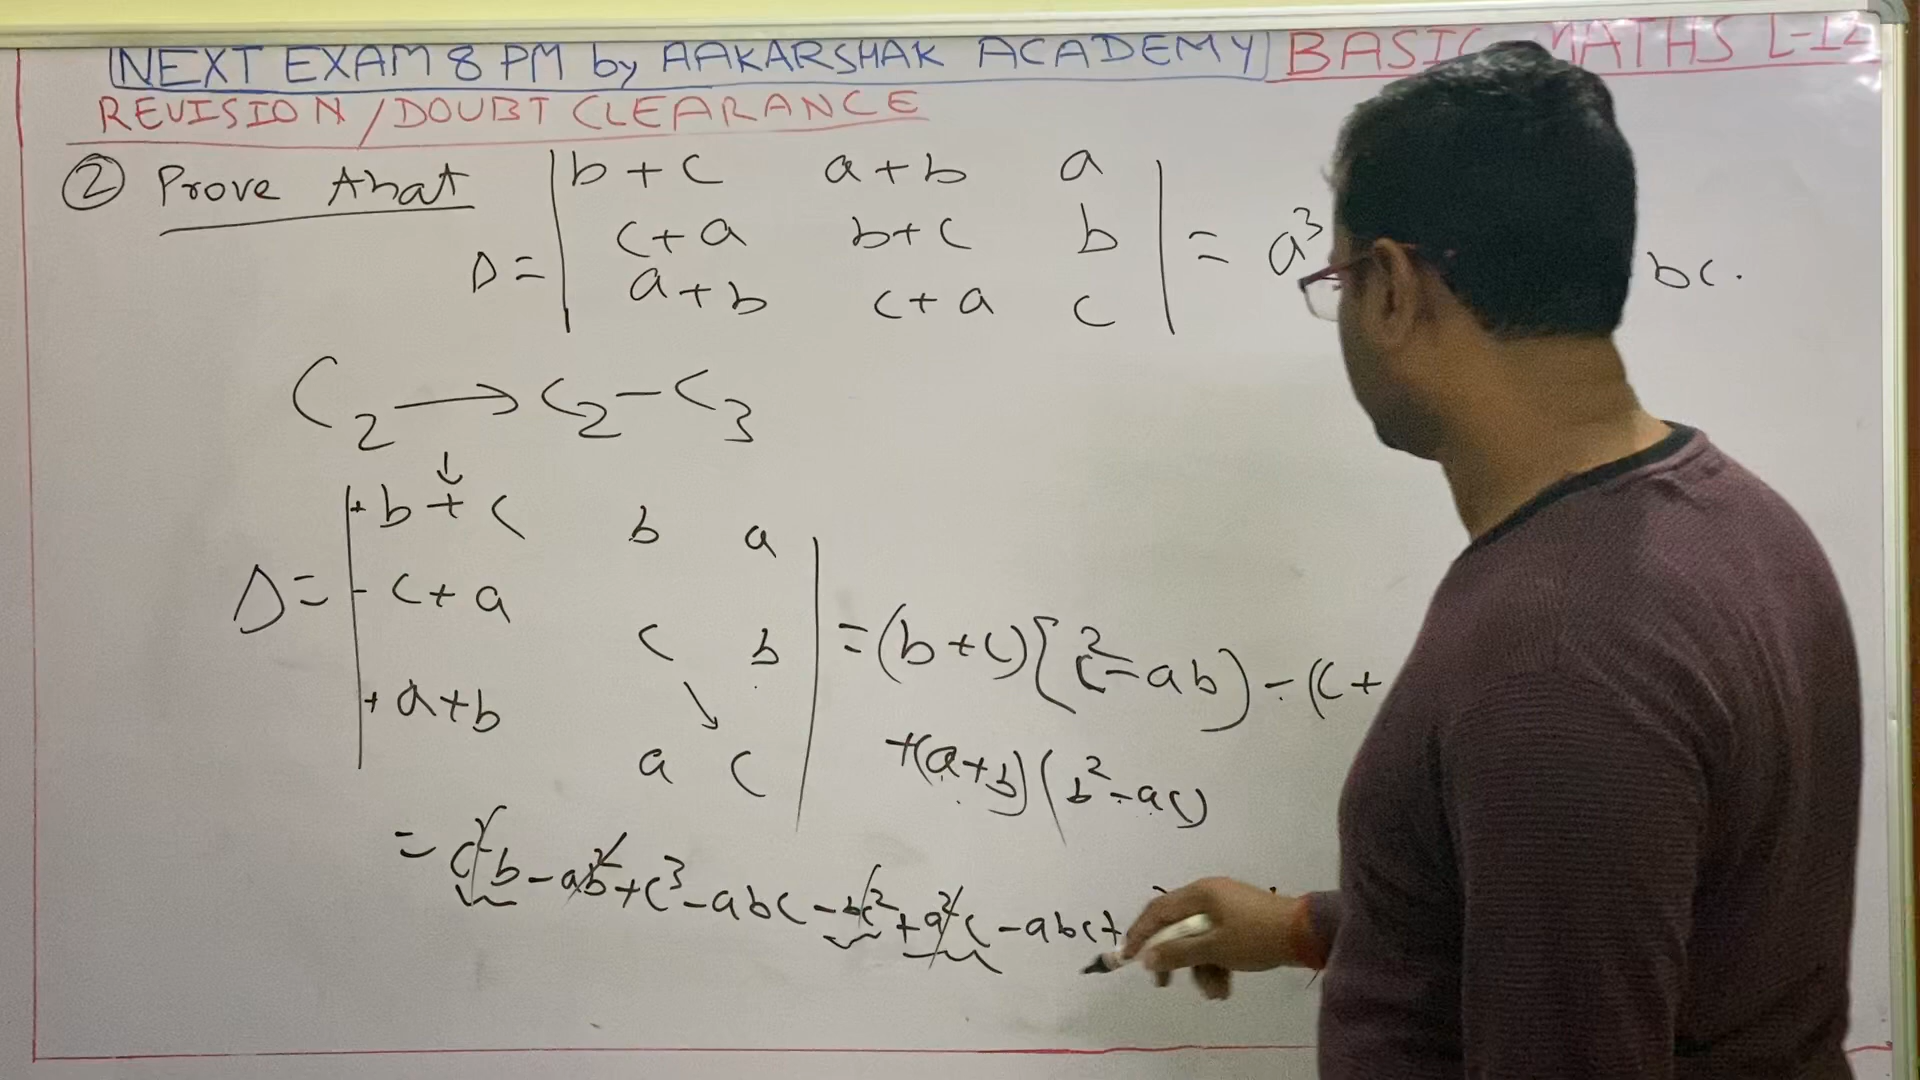 NEXT EXAM 8 PM by AAKARSHAK ACADEMY BASIC MATHS L-12
REVISION / DOUBT CLEARANCE
② Prove that
Δ = | b+c a+b a |
| c+a b+c b | = a³ bc.
| a+b c+a c |
C₂ → C₂ - C₃
↓
Δ = | + b+c b a |
| - c+a c b | = (b+c)[c²-ab) - (c+
| + a+b a c | +(a+b)(b²-ac)
= c²b - ab² + c³ - abc - bc² + a²c - abc +